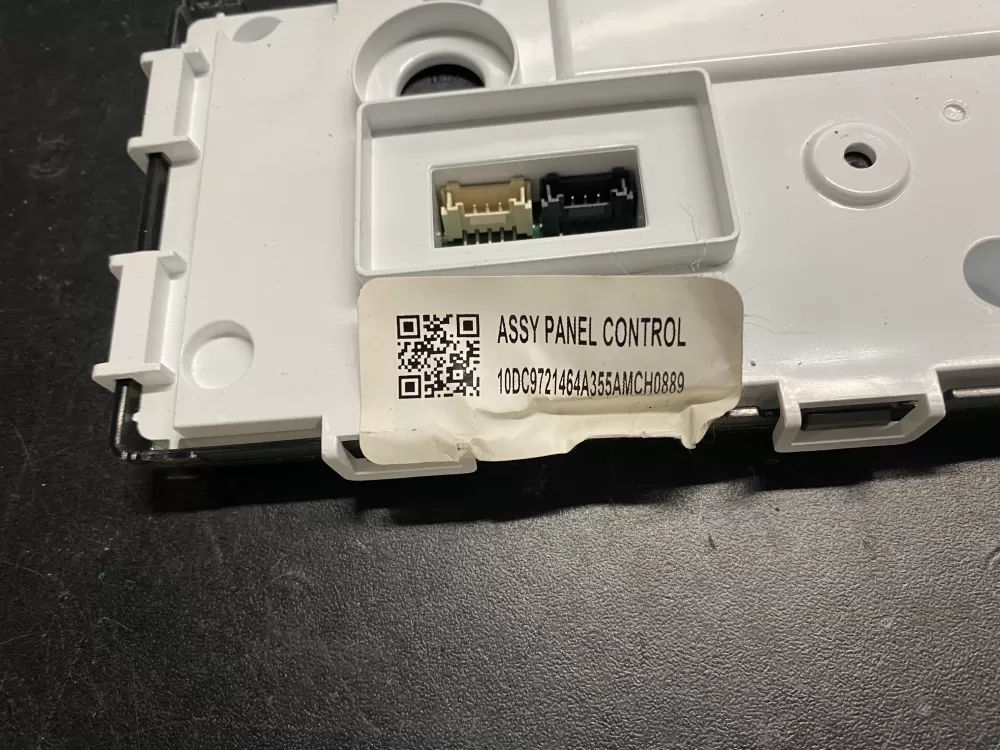 ASSY PANEL CONTROL
10DC9721464A355AMCH0889